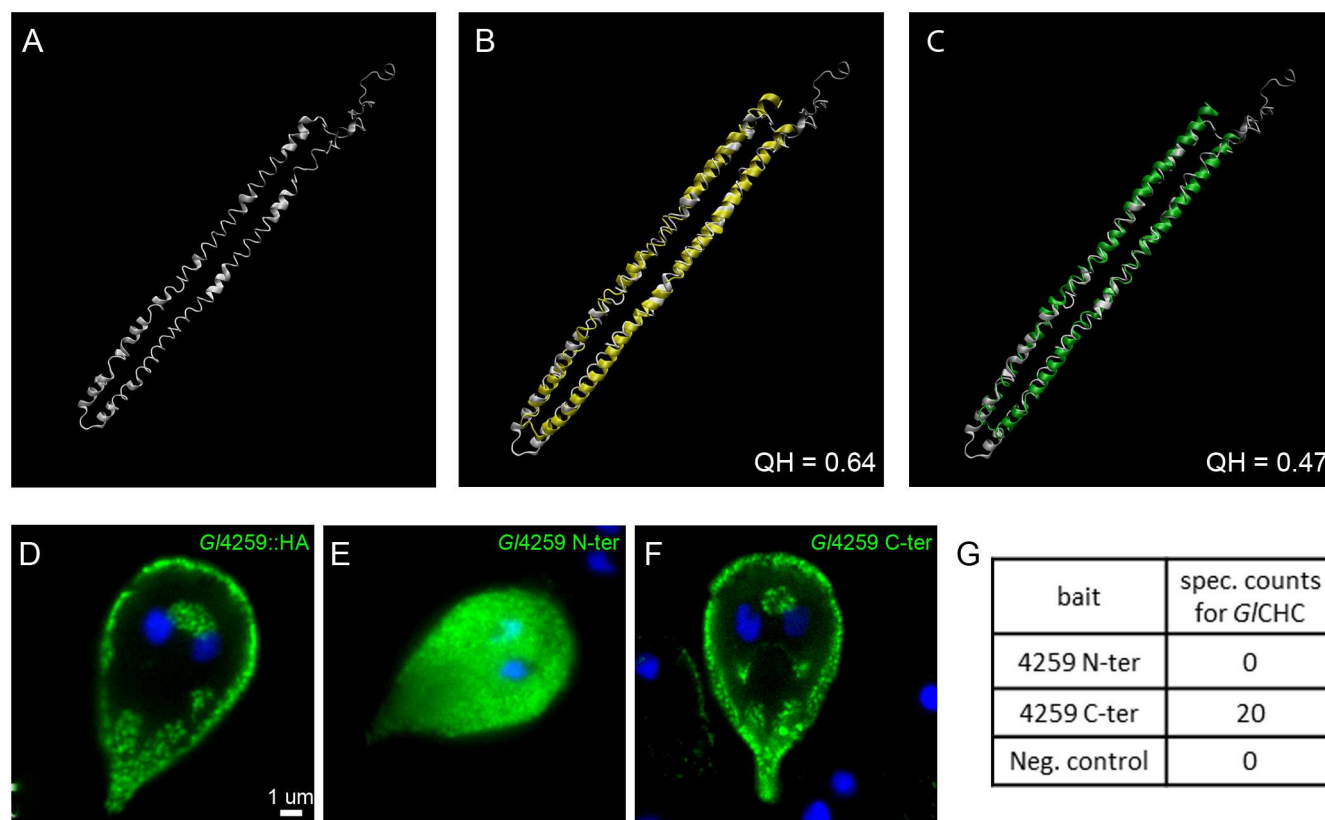 A
B
C
QH = 0.64
QH = 0.47
D
Gl4259::HA
1 um
E
Gl4259 N-ter
F
Gl4259 C-ter
G
bait
spec. counts
for GlCHC
4259 N-ter
0
4259 C-ter
20
Neg. control
0